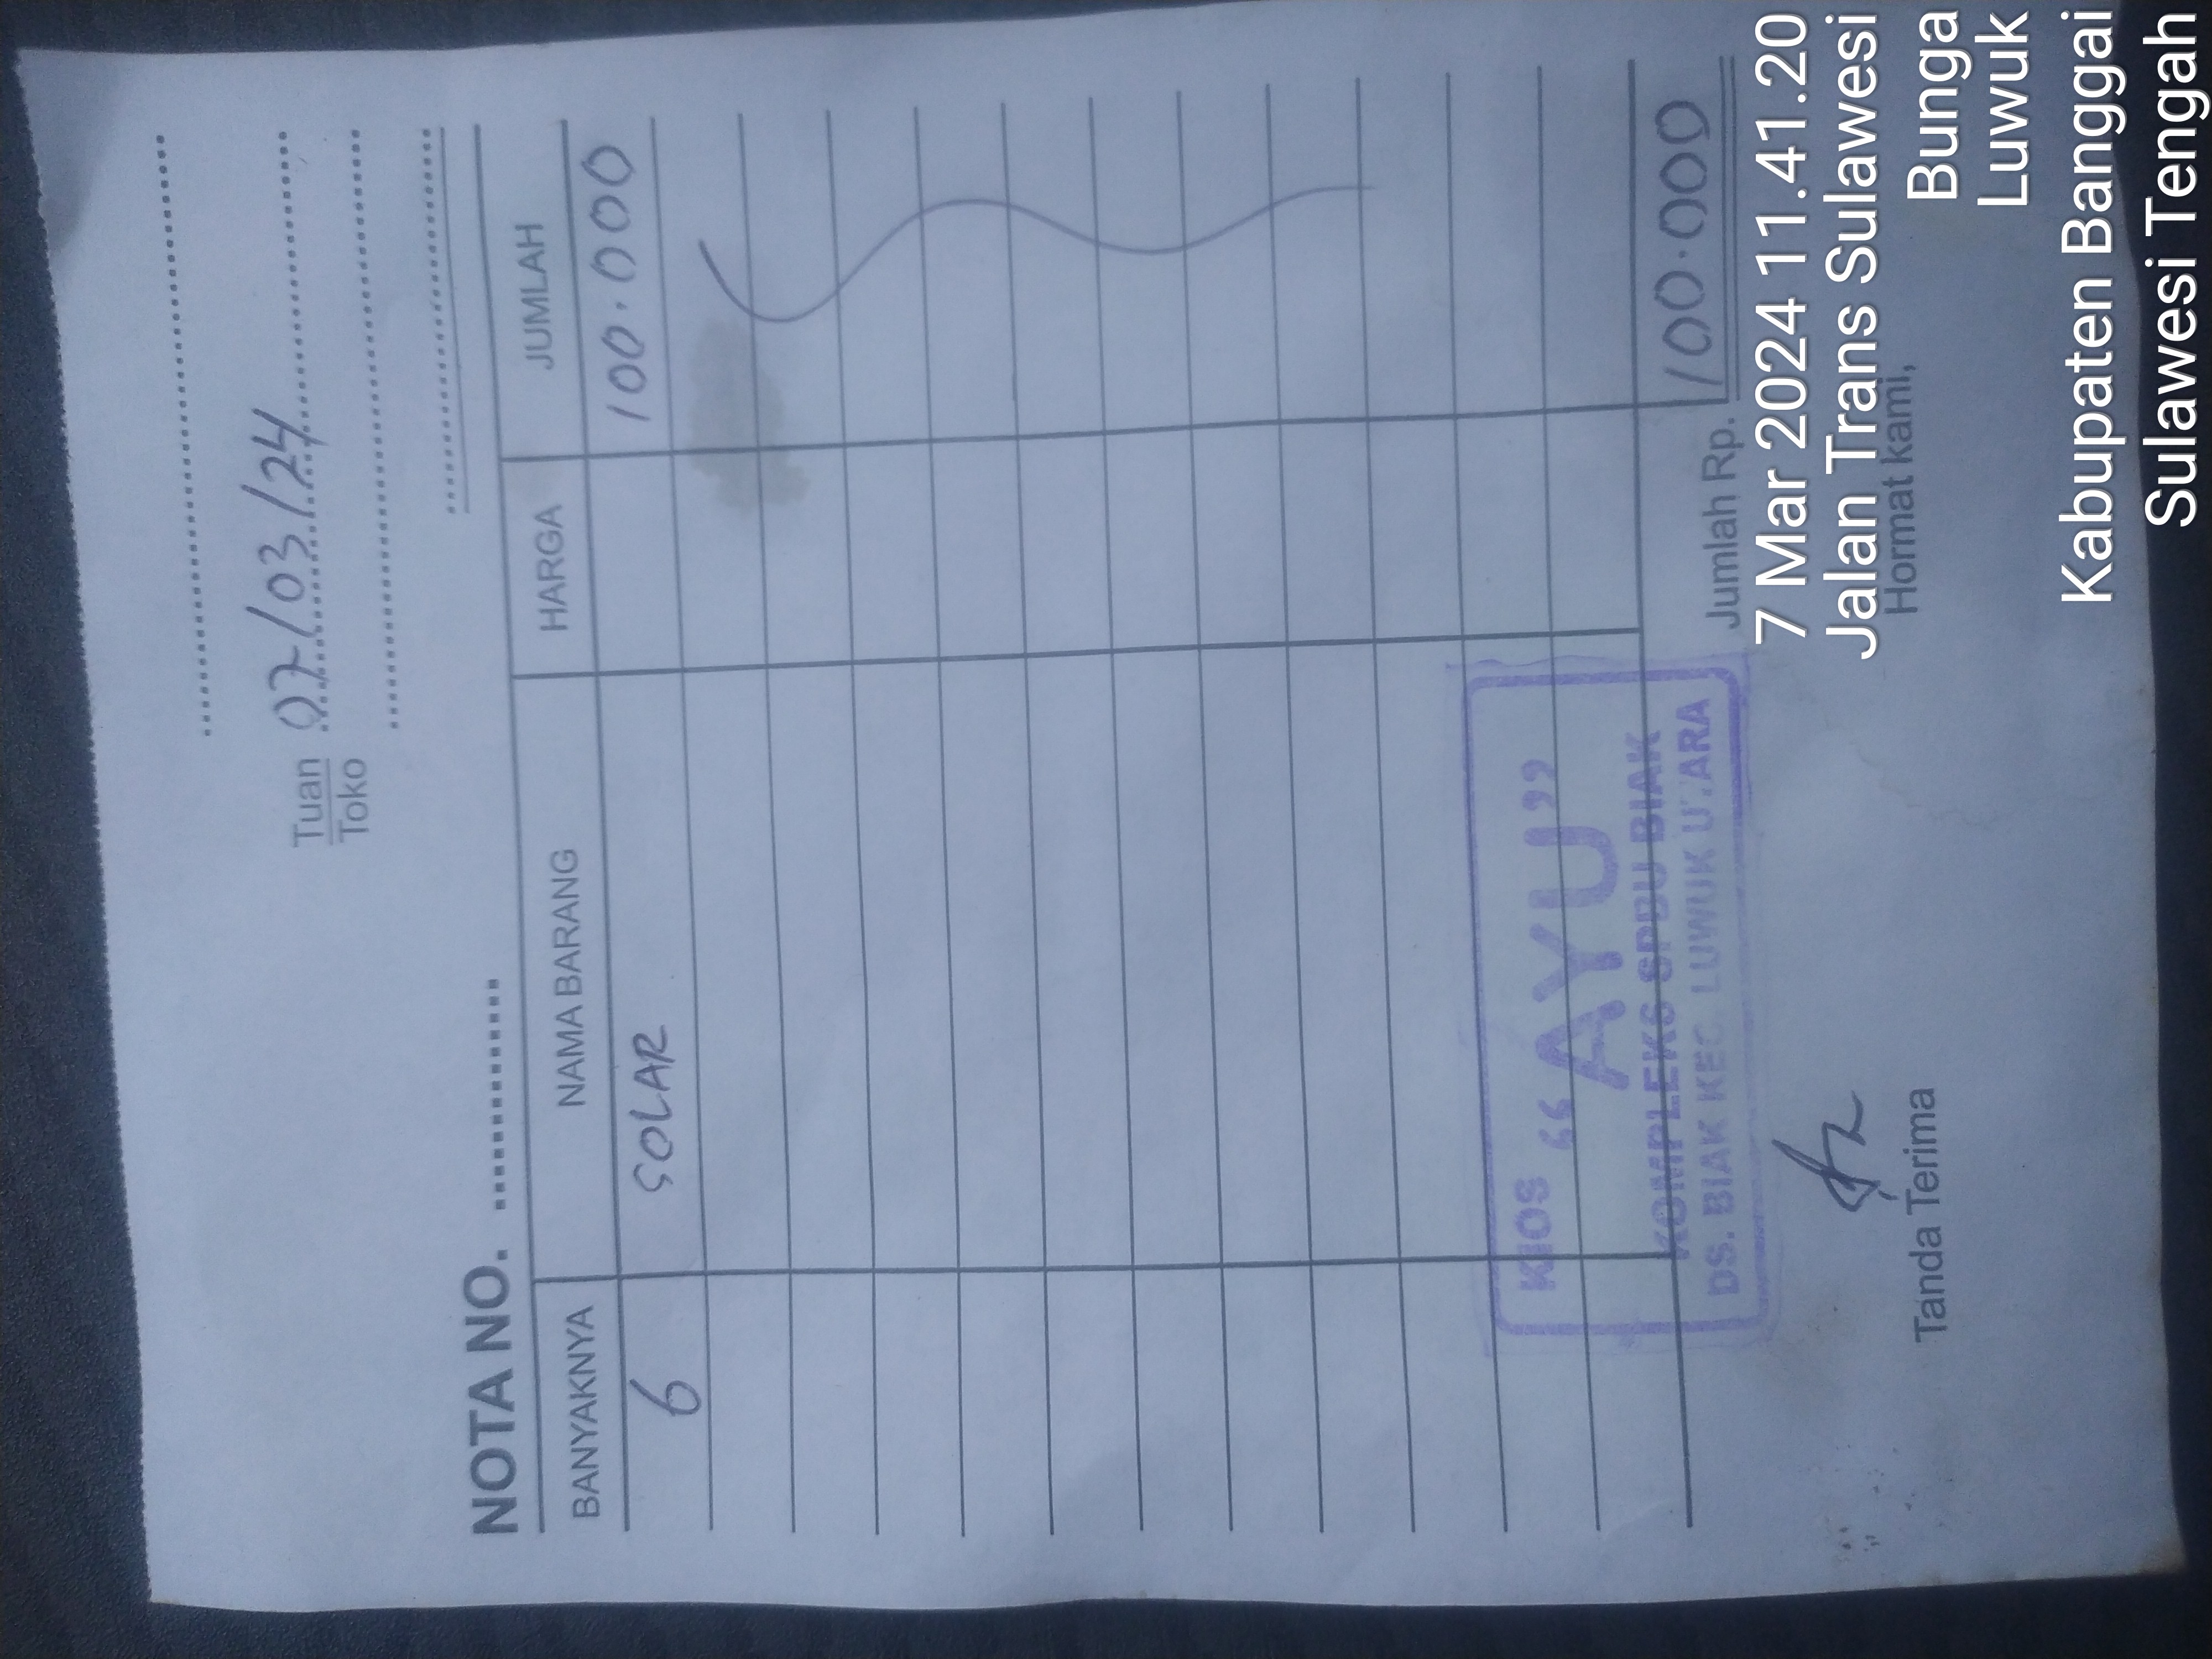 07/03/24
Tuan
Toko
NOTA NO.
BANYAKNYA NAMA BARANG HARGA JUMLAH
6 SOLAR 100.000
KIOS "AYU"
KOMPLEKS SPBU BIAK
DS. BIAK KEC. LUWUK UTARA
Jumlah Rp. 100.000
Tanda Terima
Hormat kami,
7 Mar 2024 11.41.20
Jalan Trans Sulawesi
Bunga
Luwuk
Kabupaten Banggai
Sulawesi Tengah